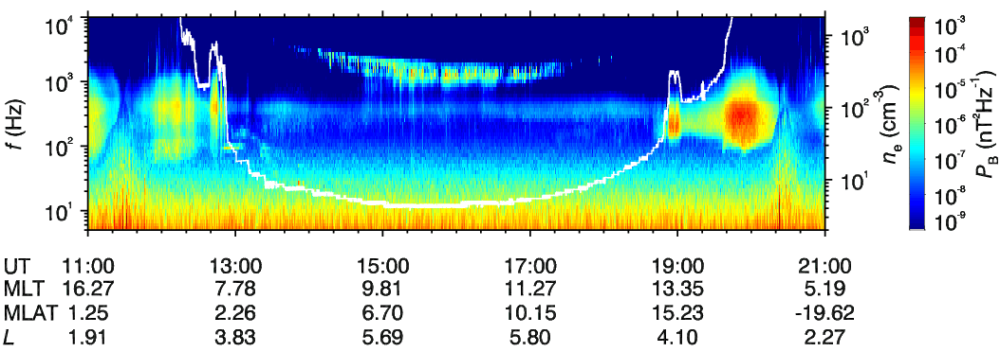 10⁴
10³
10²
10¹
f (Hz)
10³
10²
10¹
nₑ (cm⁻³)
10⁻³
10⁻⁴
10⁻⁵
10⁻⁶
10⁻⁷
10⁻⁸
10⁻⁹
P_B (nT²Hz⁻¹)
UT 11:00 13:00 15:00 17:00 19:00 21:00
MLT 16.27 7.78 9.81 11.27 13.35 5.19
MLAT 1.25 2.26 6.70 10.15 15.23 -19.62
L 1.91 3.83 5.69 5.80 4.10 2.27